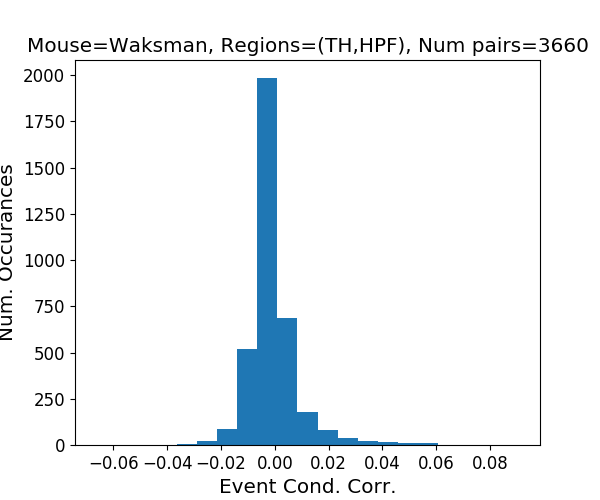 Mouse=Waksman, Regions=(TH,HPF), Num pairs=3660
2000
1750
1500
1250
1000
750
500
250
0
Num. Occurances
−0.06 −0.04 −0.02 0.00 0.02 0.04 0.06 0.08
Event Cond. Corr.